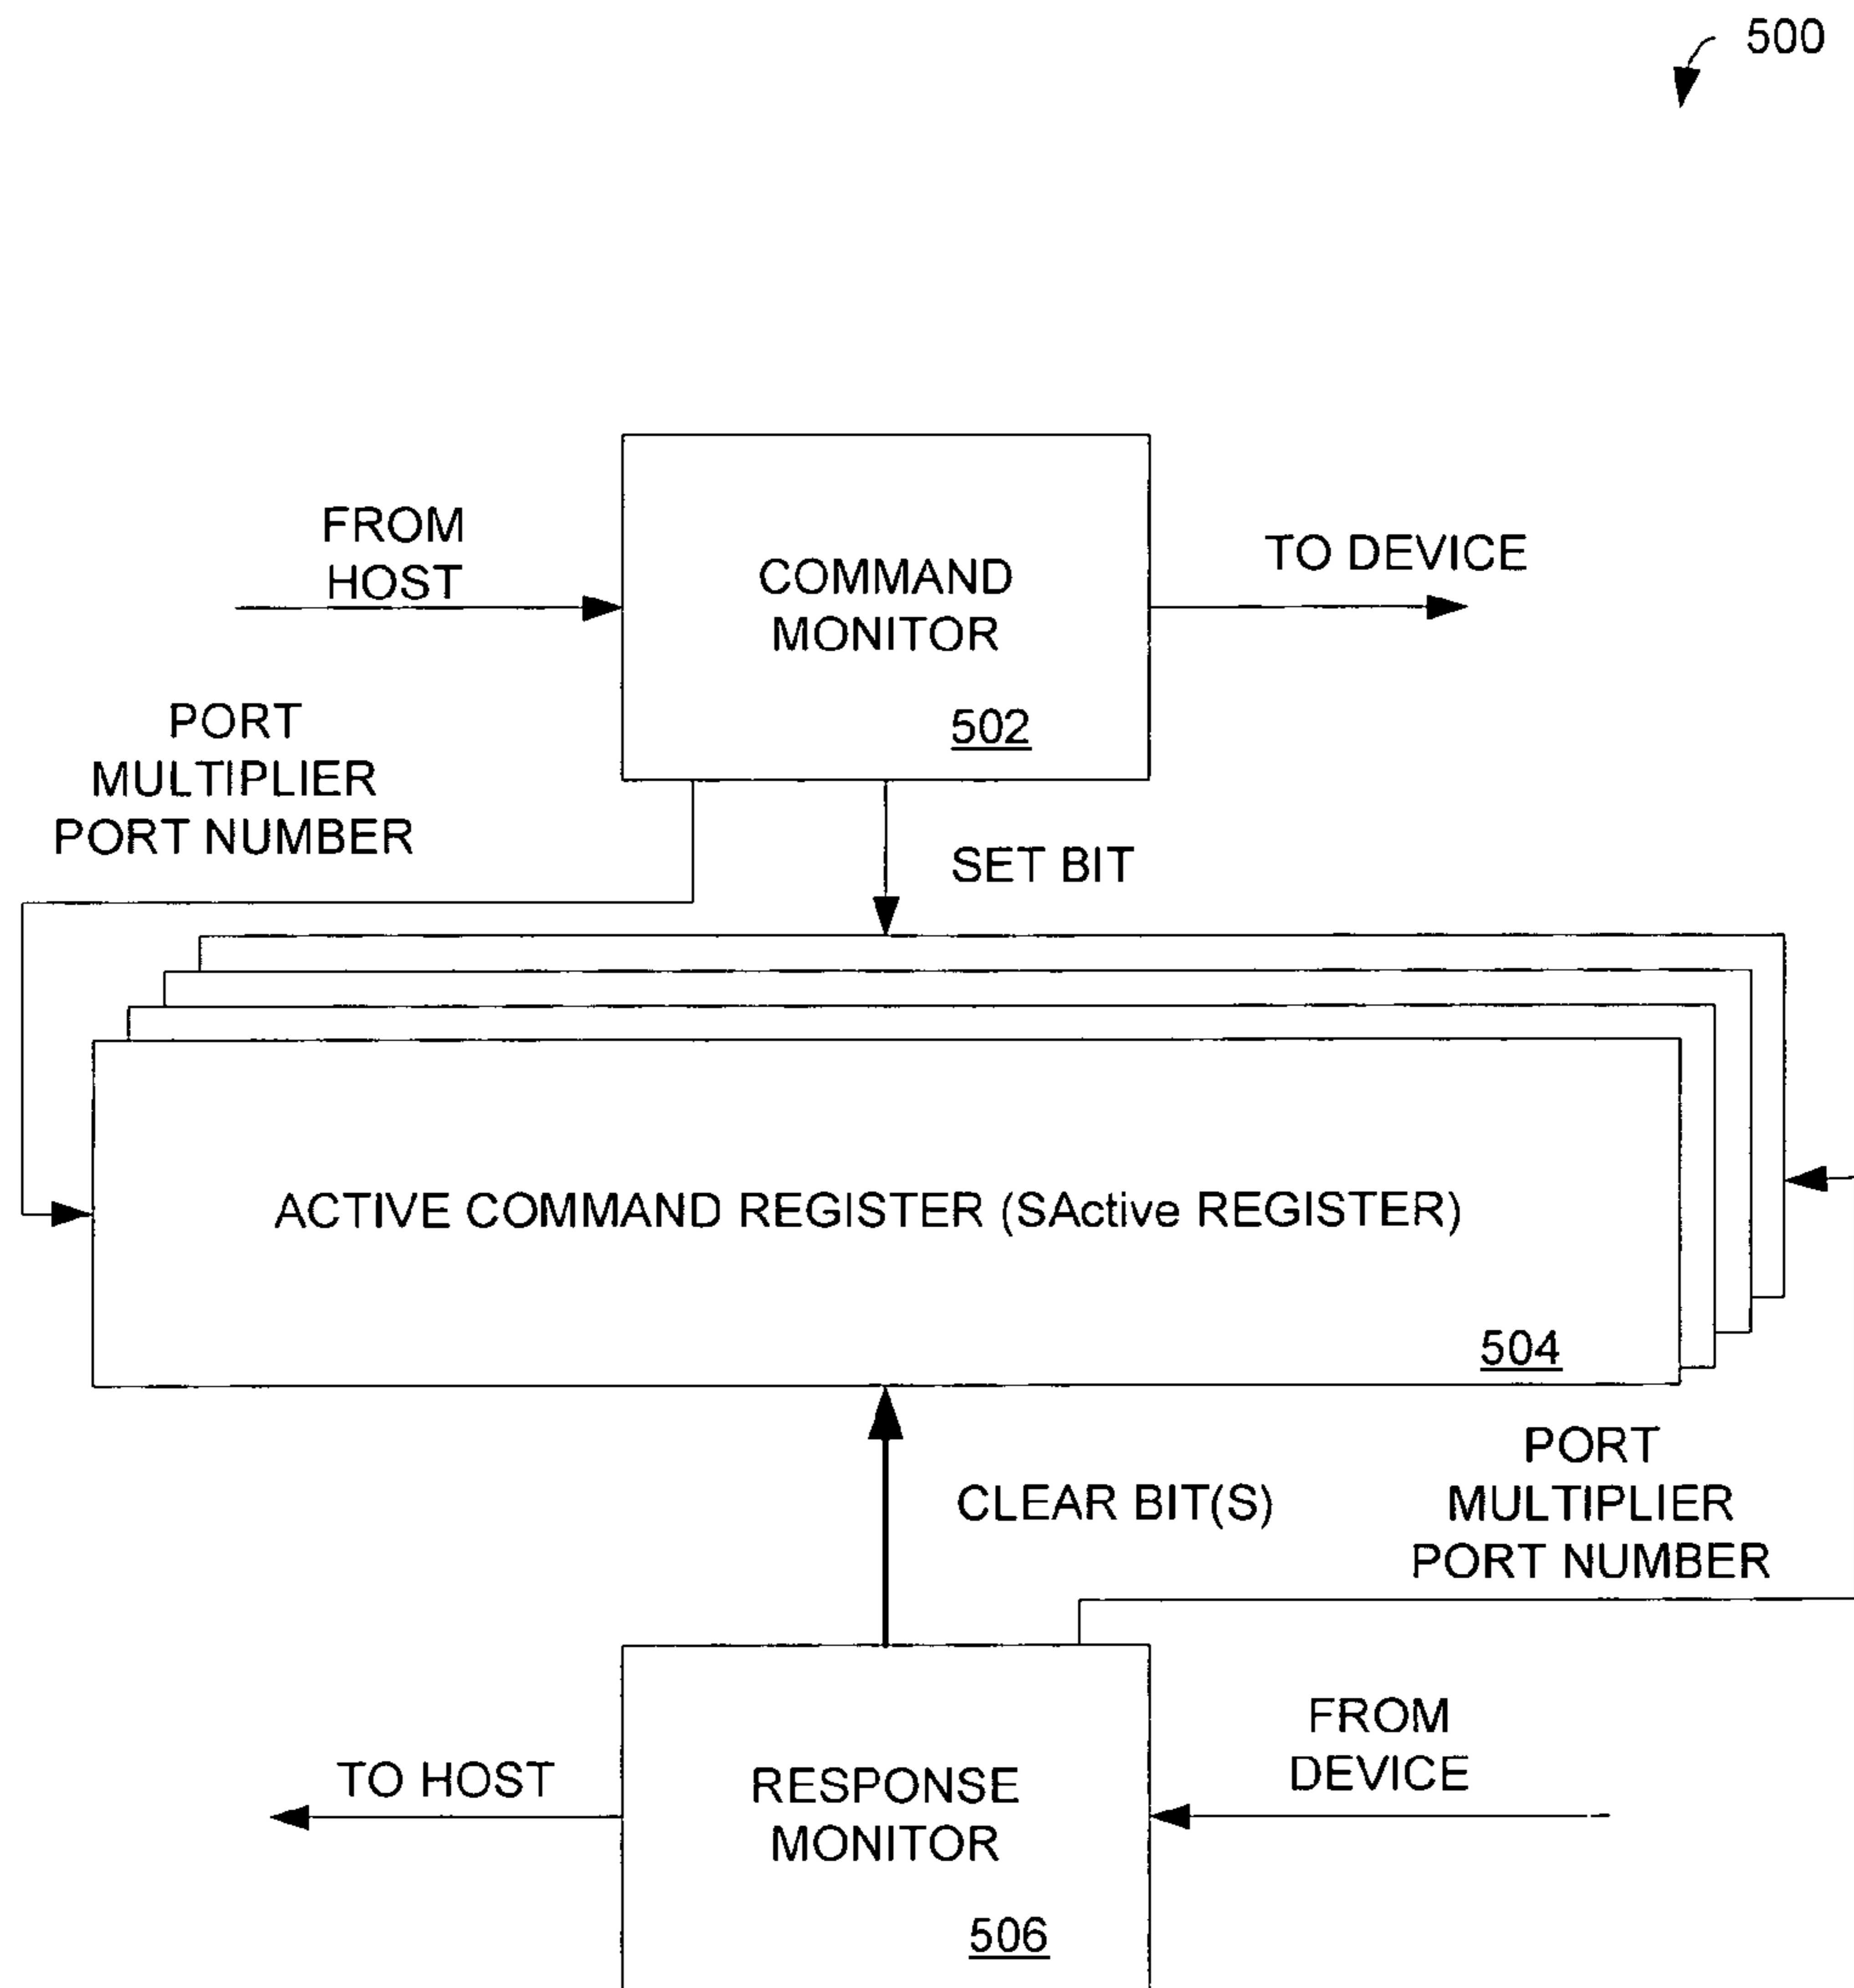 500
FROM
HOST
COMMAND
MONITOR
502
TO DEVICE
PORT
MULTIPLIER
PORT NUMBER
SET BIT
ACTIVE COMMAND REGISTER (SActive REGISTER)
504
CLEAR BIT(S)
PORT
MULTIPLIER
PORT NUMBER
TO HOST
RESPONSE
MONITOR
506
FROM
DEVICE